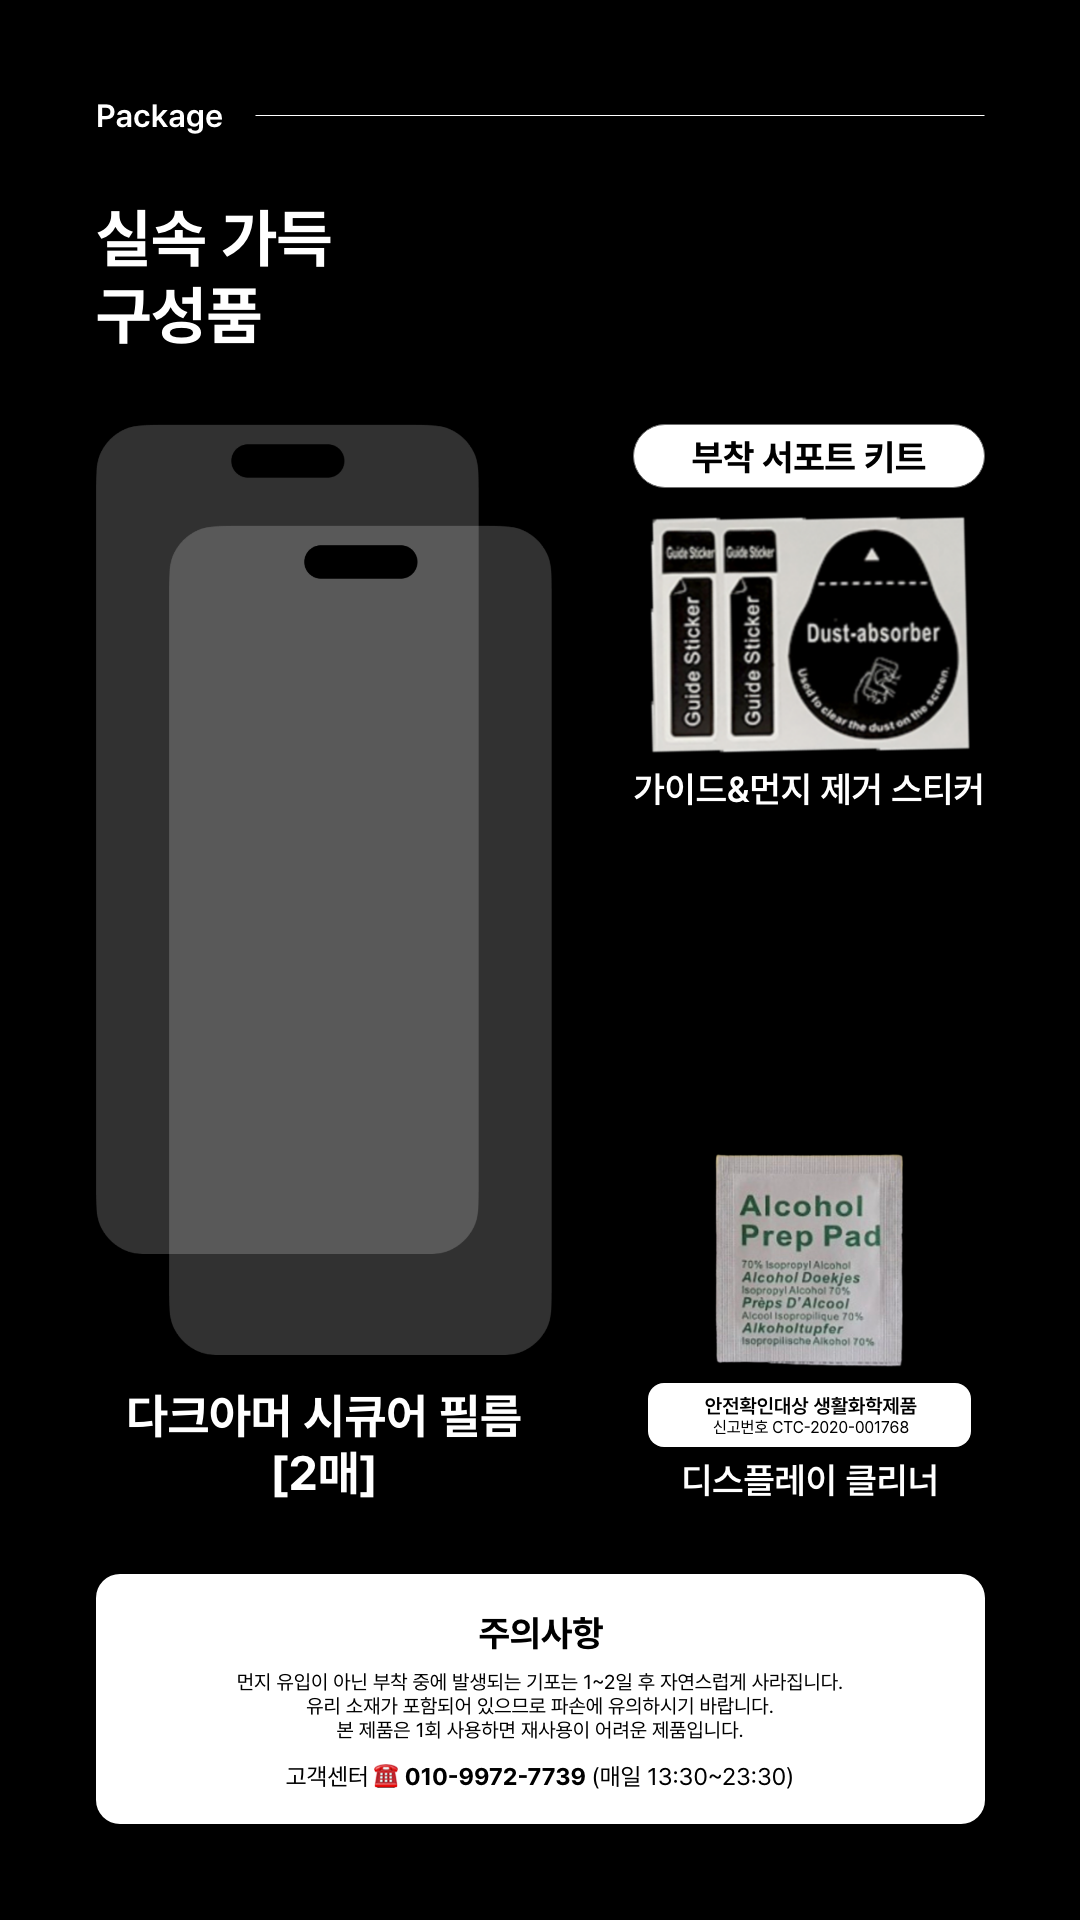 Package
실속 가득
구성품
부착 서포트 키트
Guide Sticker
Guide Sticker
Guide Sticker
Guide Sticker
Dust-absorber
Used to clear the dust on the screen.
가이드&먼지 제거 스티커
Alcohol
Prep Pad
70% Isopropyl Alcohol
Alcohol Doekjes
Isopropyl Alcohol 70%
Prèps D'Alcool
Alcool Isopropilique 70%
Alkoholtupfer
Isopropilische Alkohol 70%
다크아머 시큐어 필름
[2매]
안전확인대상 생활화학제품
신고번호 CTC-2020-001768
디스플레이 클리너
주의사항
먼지 유입이 아닌 부착 중에 발생되는 기포는 1~2일 후 자연스럽게 사라집니다.
유리 소재가 포함되어 있으므로 파손에 유의하시기 바랍니다.
본 제품은 1회 사용하면 재사용이 어려운 제품입니다.
고객센터 ☎️ 010-9972-7739 (매일 13:30~23:30)